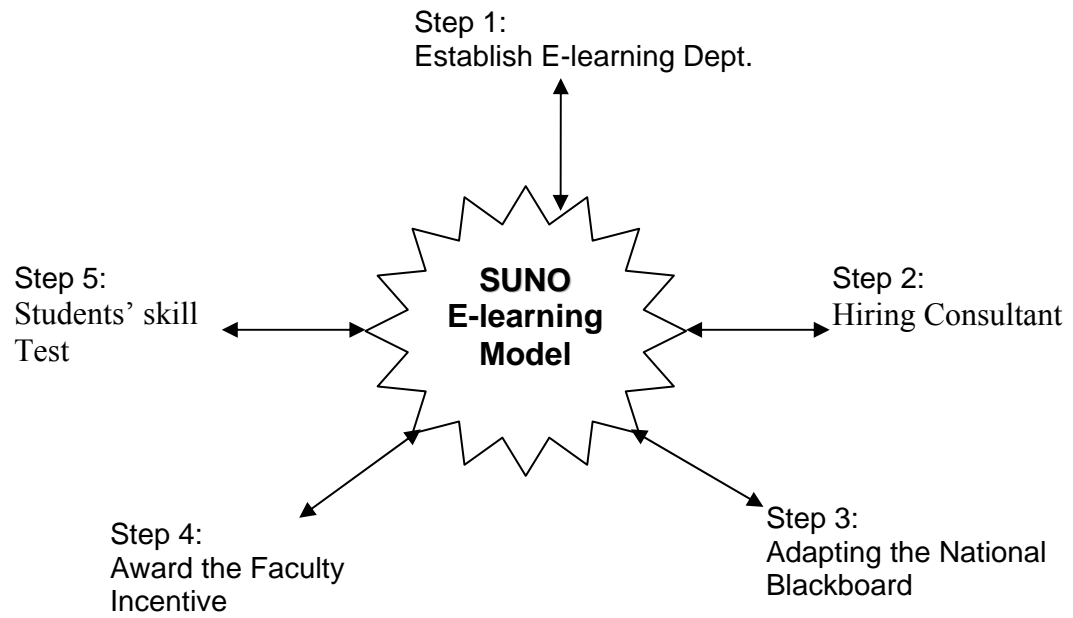 Step 1:
Establish E-learning Dept.
SUNO
E-learning
Model
Step 2:
Hiring Consultant
Step 3:
Adapting the National
Blackboard
Step 4:
Award the Faculty
Incentive
Step 5:
Students’ skill
Test